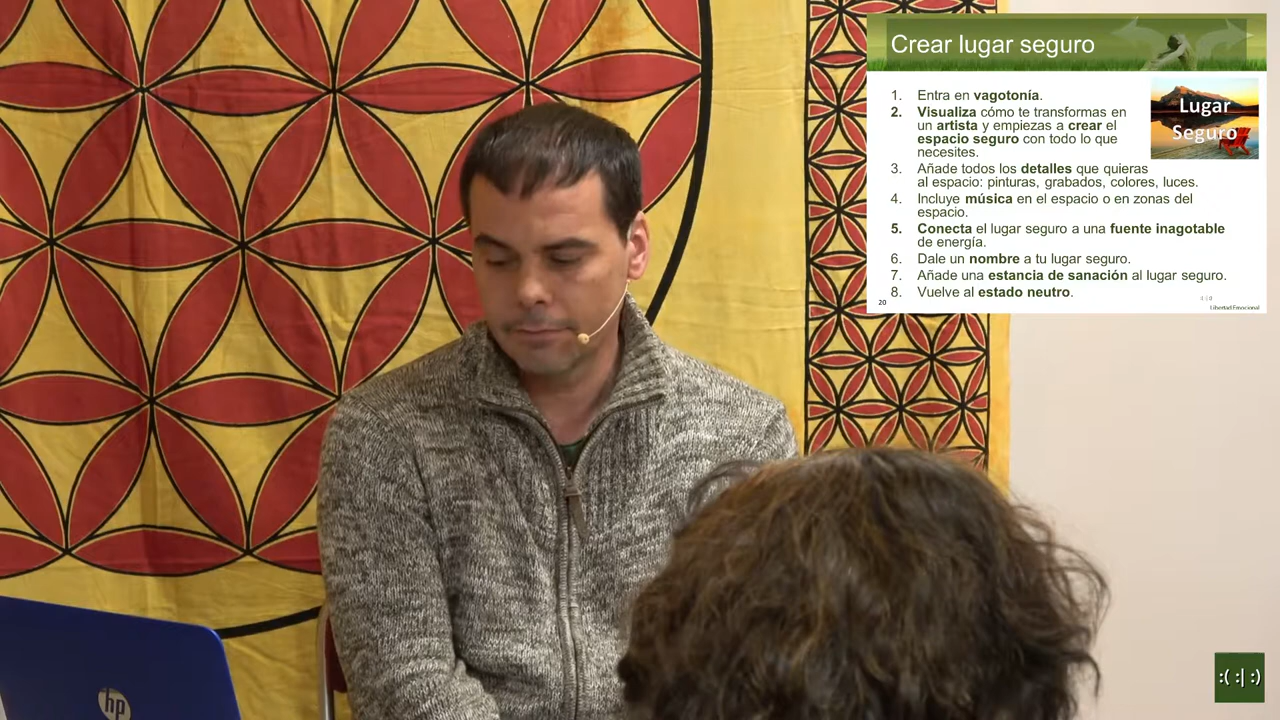 Crear lugar seguro
1. Entra en vagotonía.
2. Visualiza cómo te transformas en
un artista y empiezas a crear el
espacio seguro con todo lo que
necesites.
3. Añade todos los detalles que quieras
al espacio: pinturas, grabados, colores, luces.
4. Incluye música en el espacio o en zonas del
espacio.
5. Conecta el lugar seguro a una fuente inagotable
de energía.
6. Dale un nombre a tu lugar seguro.
7. Añade una estancia de sanación al lugar seguro.
8. Vuelve al estado neutro.
Lugar
Seguro
20
Libertad Emocional
hp
:( :| :)